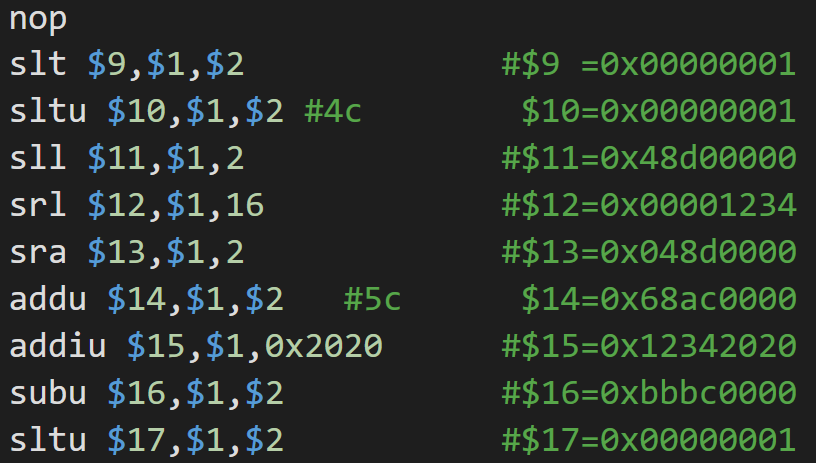 nop
slt $9,$1,$2 #$9 =0x00000001
sltu $10,$1,$2 #4c $10=0x00000001
sll $11,$1,2 #$11=0x48d00000
srl $12,$1,16 #$12=0x00001234
sra $13,$1,2 #$13=0x048d0000
addu $14,$1,$2 #5c $14=0x68ac0000
addiu $15,$1,0x2020 #$15=0x12342020
subu $16,$1,$2 #$16=0xbbbc0000
sltu $17,$1,$2 #$17=0x00000001